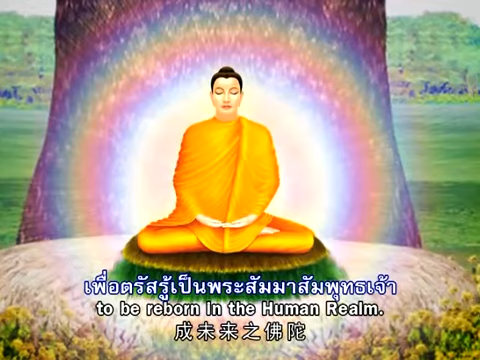 เพื่อตรัสรู้เป็นพระสัมมาสัมพุทธเจ้า
to be reborn in the Human Realm.
成未来之佛陀